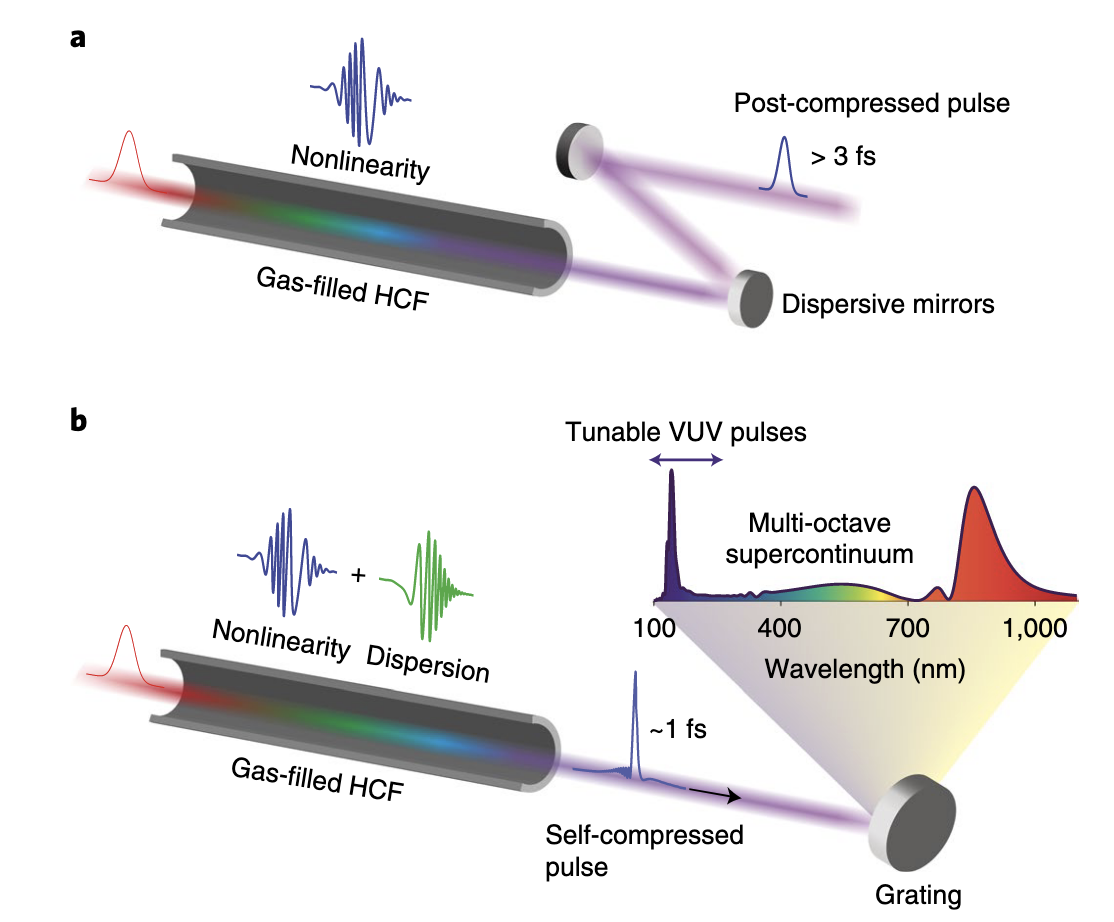 a
Nonlinearity
Gas-filled HCF
Post-compressed pulse
> 3 fs
Dispersive mirrors
b
Tunable VUV pulses
Multi-octave
supercontinuum
100 400 700 1,000
Wavelength (nm)
+
Nonlinearity Dispersion
Gas-filled HCF
~1 fs
Self-compressed
pulse
Grating